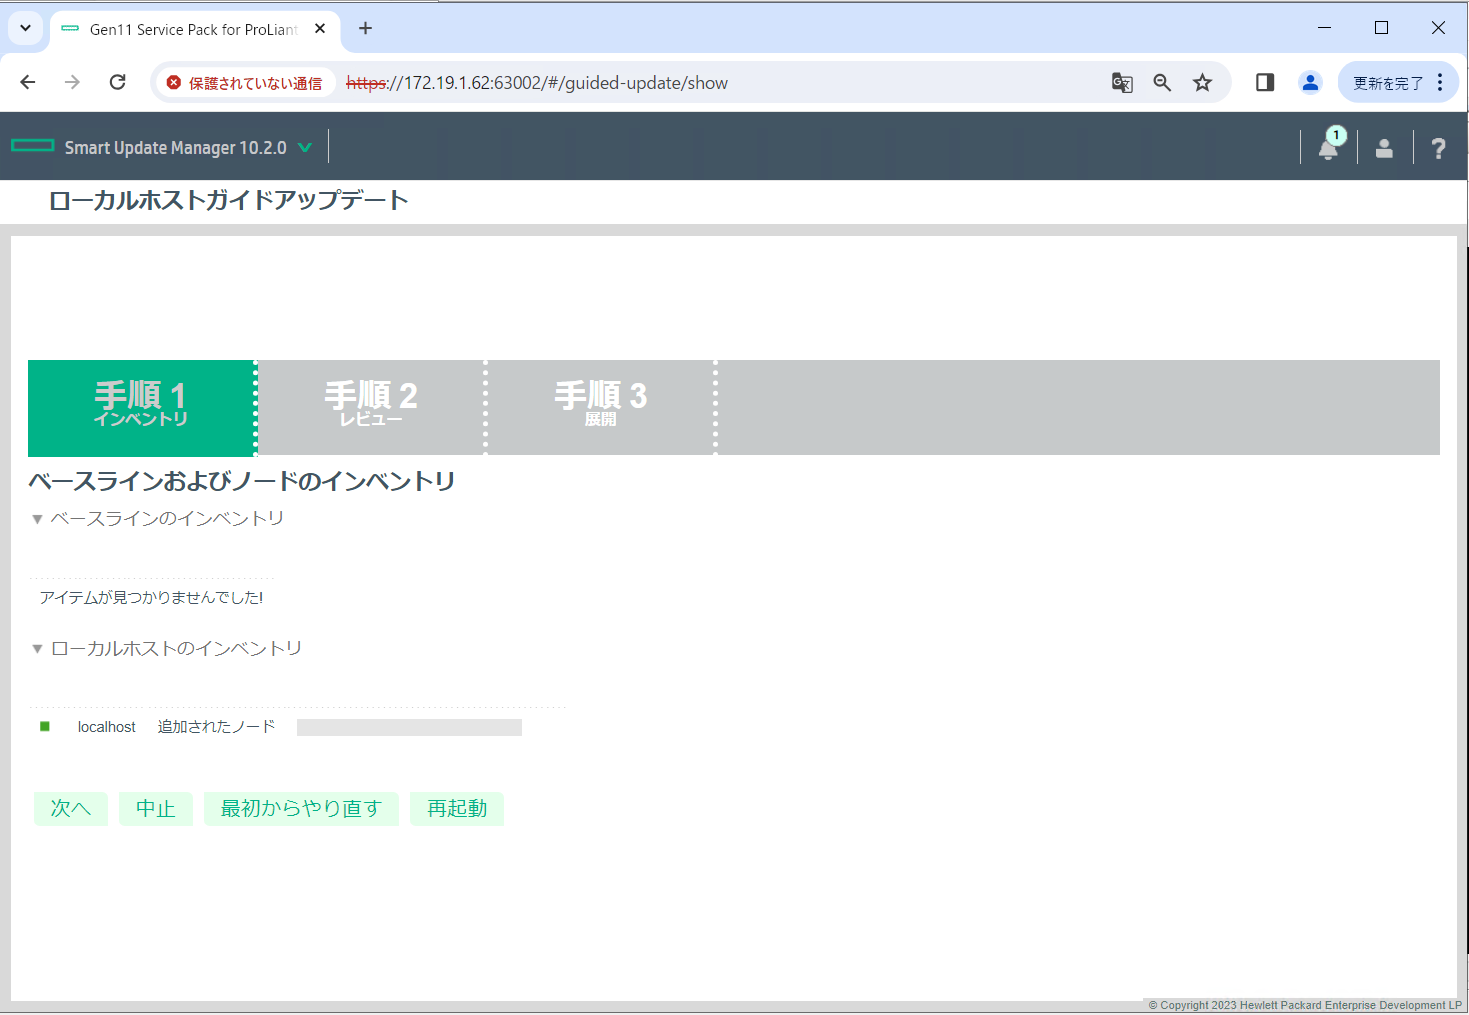 Gen11 Service Pack for ProLiant
保護されていない通信 https://172.19.1.62:63002/#/guided-update/show 更新を完了
Smart Update Manager 10.2.0 1 ?
ローカルホストガイドアップデート
手順 1 手順 2 手順 3
インベントリ レビュー 展開
ベースラインおよびノードのインベントリ
ベースラインのインベントリ
アイテムが見つかりませんでした!
ローカルホストのインベントリ
localhost 追加されたノード
次へ 中止 最初からやり直す 再起動
© Copyright 2023 Hewlett Packard Enterprise Development LP